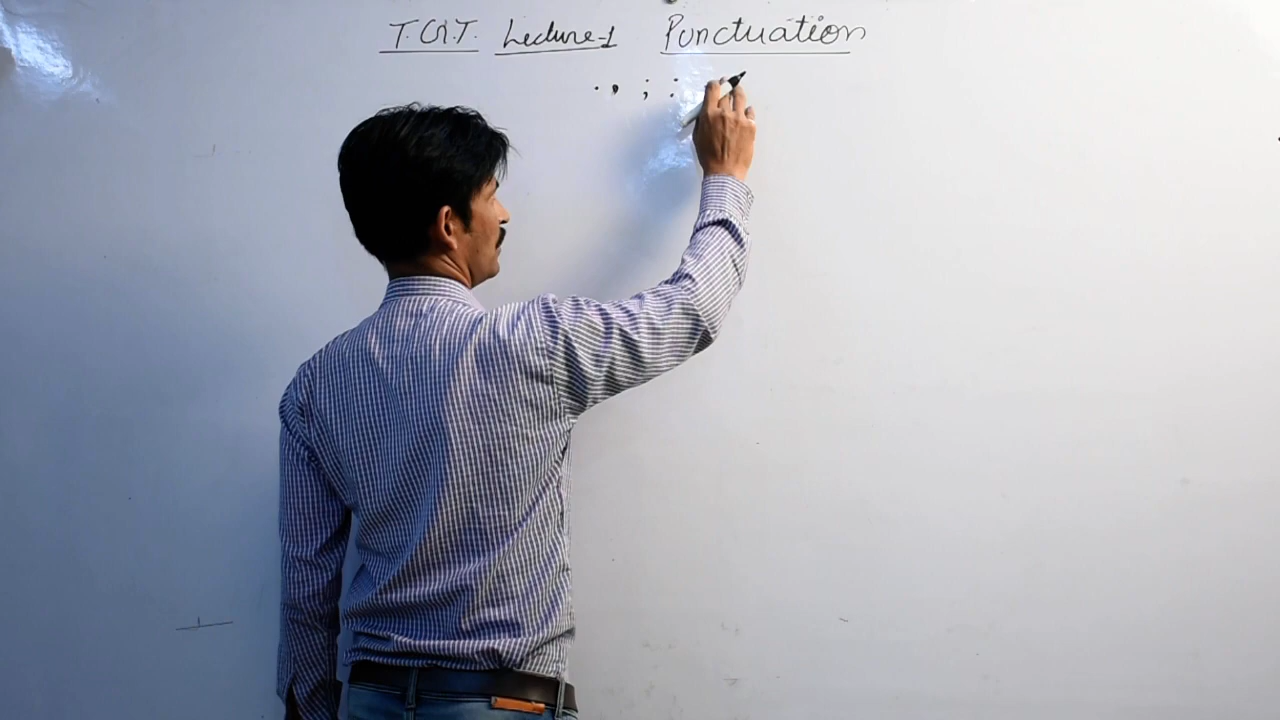 T.G.T. Lecture-1 Punctuation
. , ; :